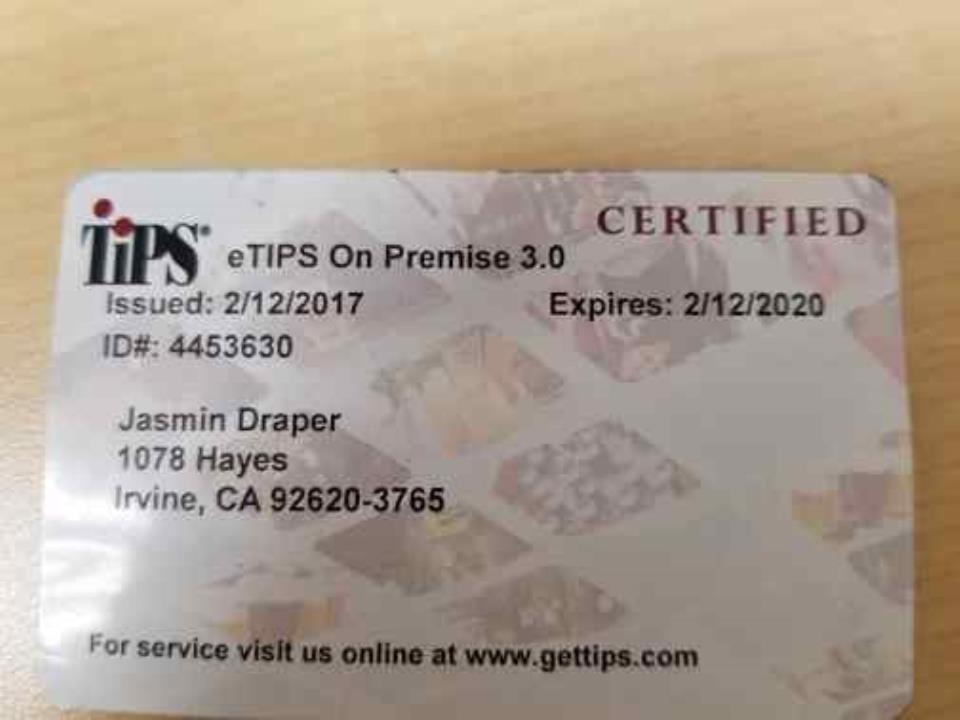 TiPS® eTIPS On Premise 3.0 CERTIFIED
Issued: 2/12/2017 Expires: 2/12/2020
ID#: 4453630
Jasmin Draper
1078 Hayes
Irvine, CA 92620-3765
For service visit us online at www.gettips.com